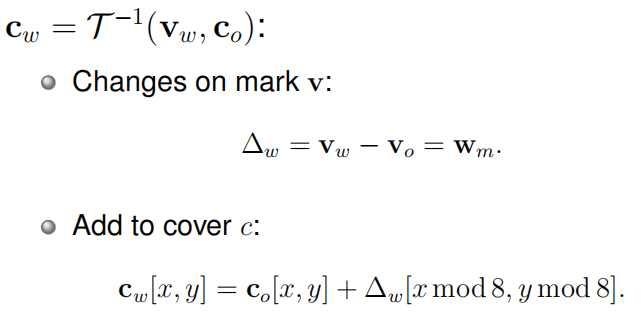 𝐜_w = 𝒯^{-1}(𝐯_w, 𝐜_o):
Changes on mark 𝐯:
Δ_w = 𝐯_w − 𝐯_o = 𝐰_m.
Add to cover c:
𝐜_w[x, y] = 𝐜_o[x, y] + Δ_w[x mod 8, y mod 8].